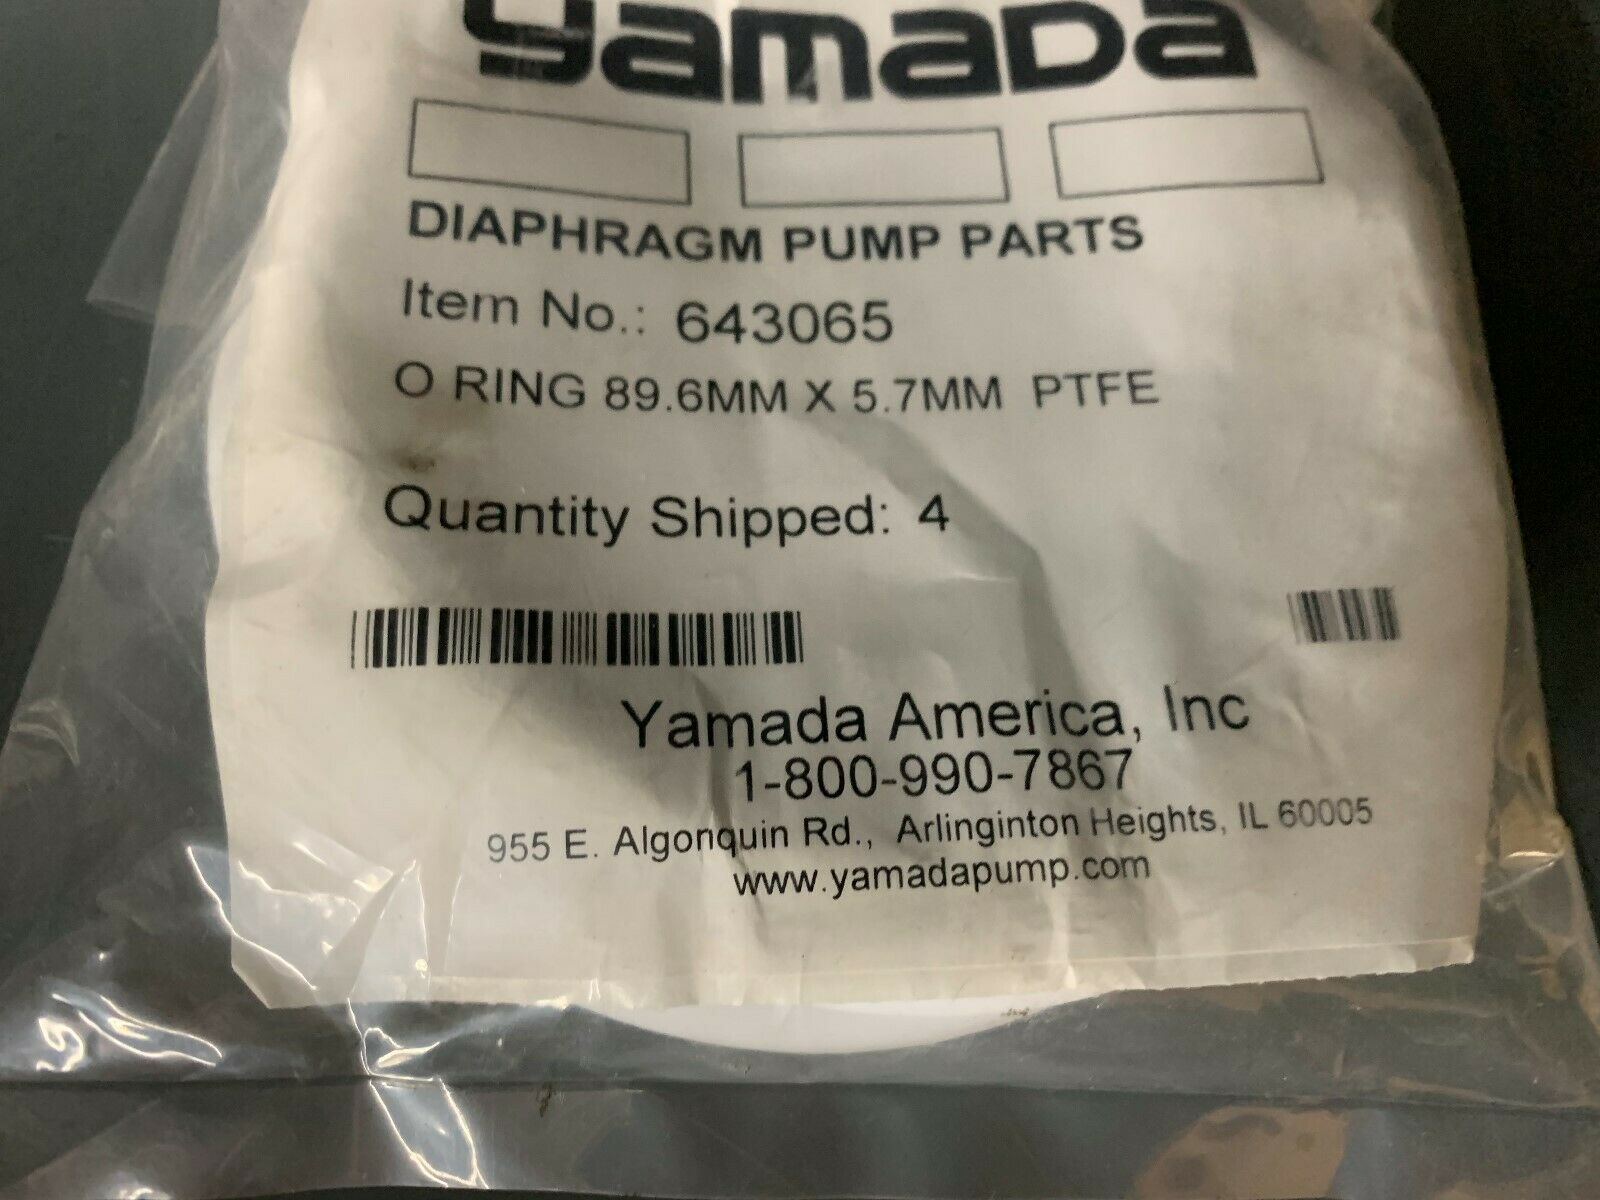 yamada
DIAPHRAGM PUMP PARTS
Item No.: 643065
O RING 89.6MM X 5.7MM PTFE
Quantity Shipped: 4
Yamada America, Inc
1-800-990-7867
955 E. Algonquin Rd., Arlinginton Heights, IL 60005
www.yamadapump.com